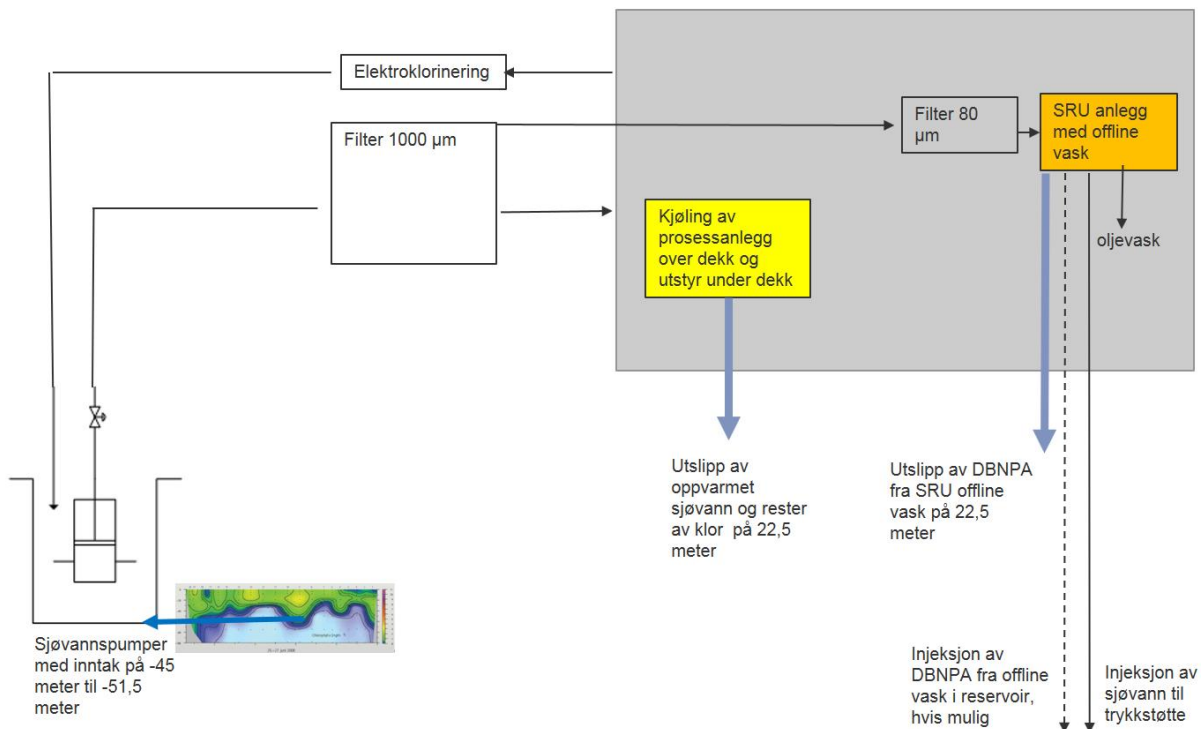 Elektroklorinering
Filter 1000 µm
Filter 80
µm
SRU anlegg
med offline
vask
oljevask
Kjøling av
prosessanlegg
over dekk og
utstyr under dekk
Utslipp av
oppvarmet
sjøvann og rester
av klor på 22,5
meter
Utslipp av DBNPA
fra SRU offline
vask på 22,5
meter
Sjøvannspumper
med inntak på -45
meter til -51,5
meter
Injeksjon av
DBNPA fra offline
vask i reservoir,
hvis mulig
Injeksjon av
sjøvann til
trykkstøtte